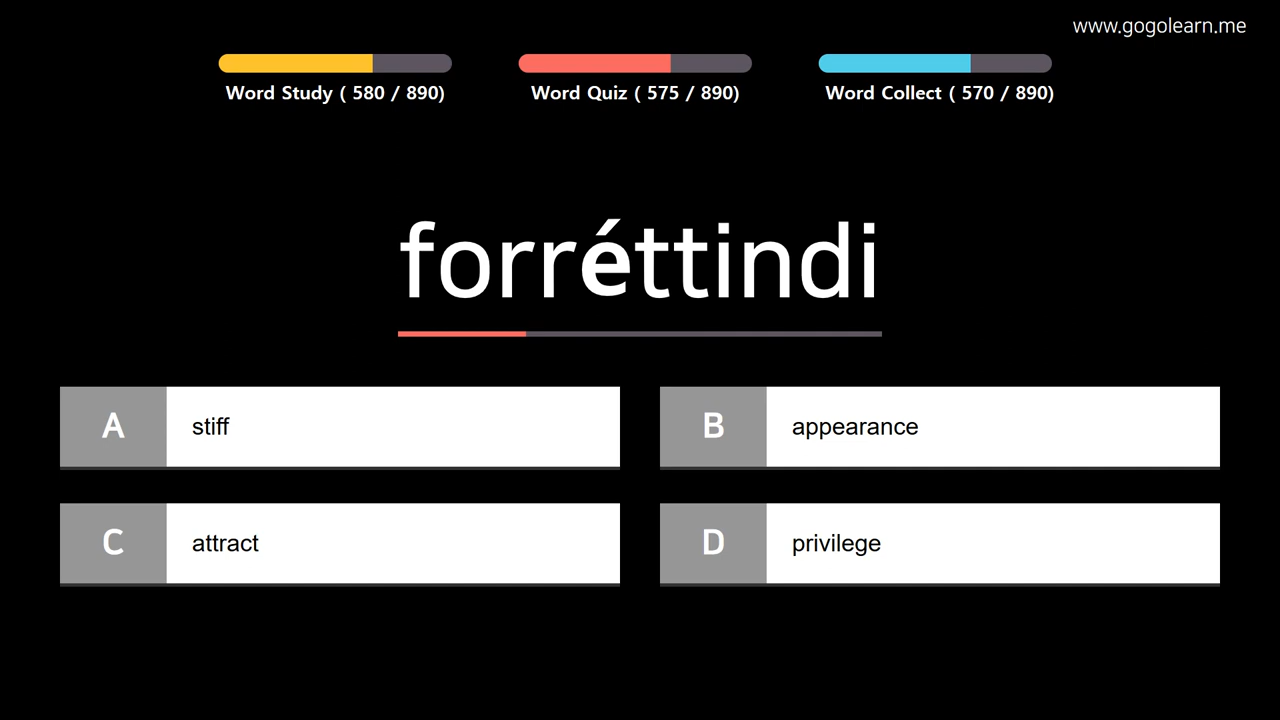 www.gogolearn.me
Word Study ( 580 / 890)
Word Quiz ( 575 / 890)
Word Collect ( 570 / 890)
forréttindi
A
stiff
B
appearance
C
attract
D
privilege